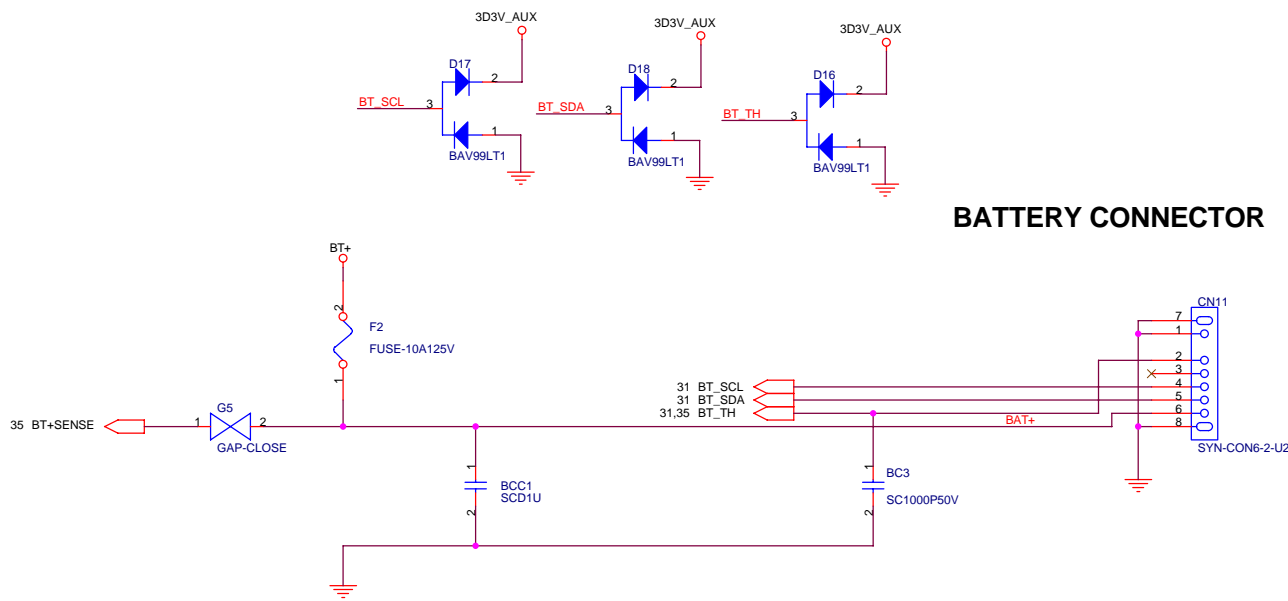 3D3V_AUX
3D3V_AUX
3D3V_AUX
D17
D18
D16
2
2
2
BT_SCL
3
BT_SDA
3
BT_TH
3
1
1
1
BAV99LT1
BAV99LT1
BAV99LT1
BATTERY CONNECTOR
BT+
2
F2
FUSE-10A125V
1
CN11
7
1
2
3
4
5
6
8
SYN-CON6-2-U2
31 BT_SCL
31 BT_SDA
31,35 BT_TH
BAT+
35 BT+SENSE
1
G5
2
GAP-CLOSE
1
BCC1
SCD1U
2
1
BC3
SC1000P50V
2